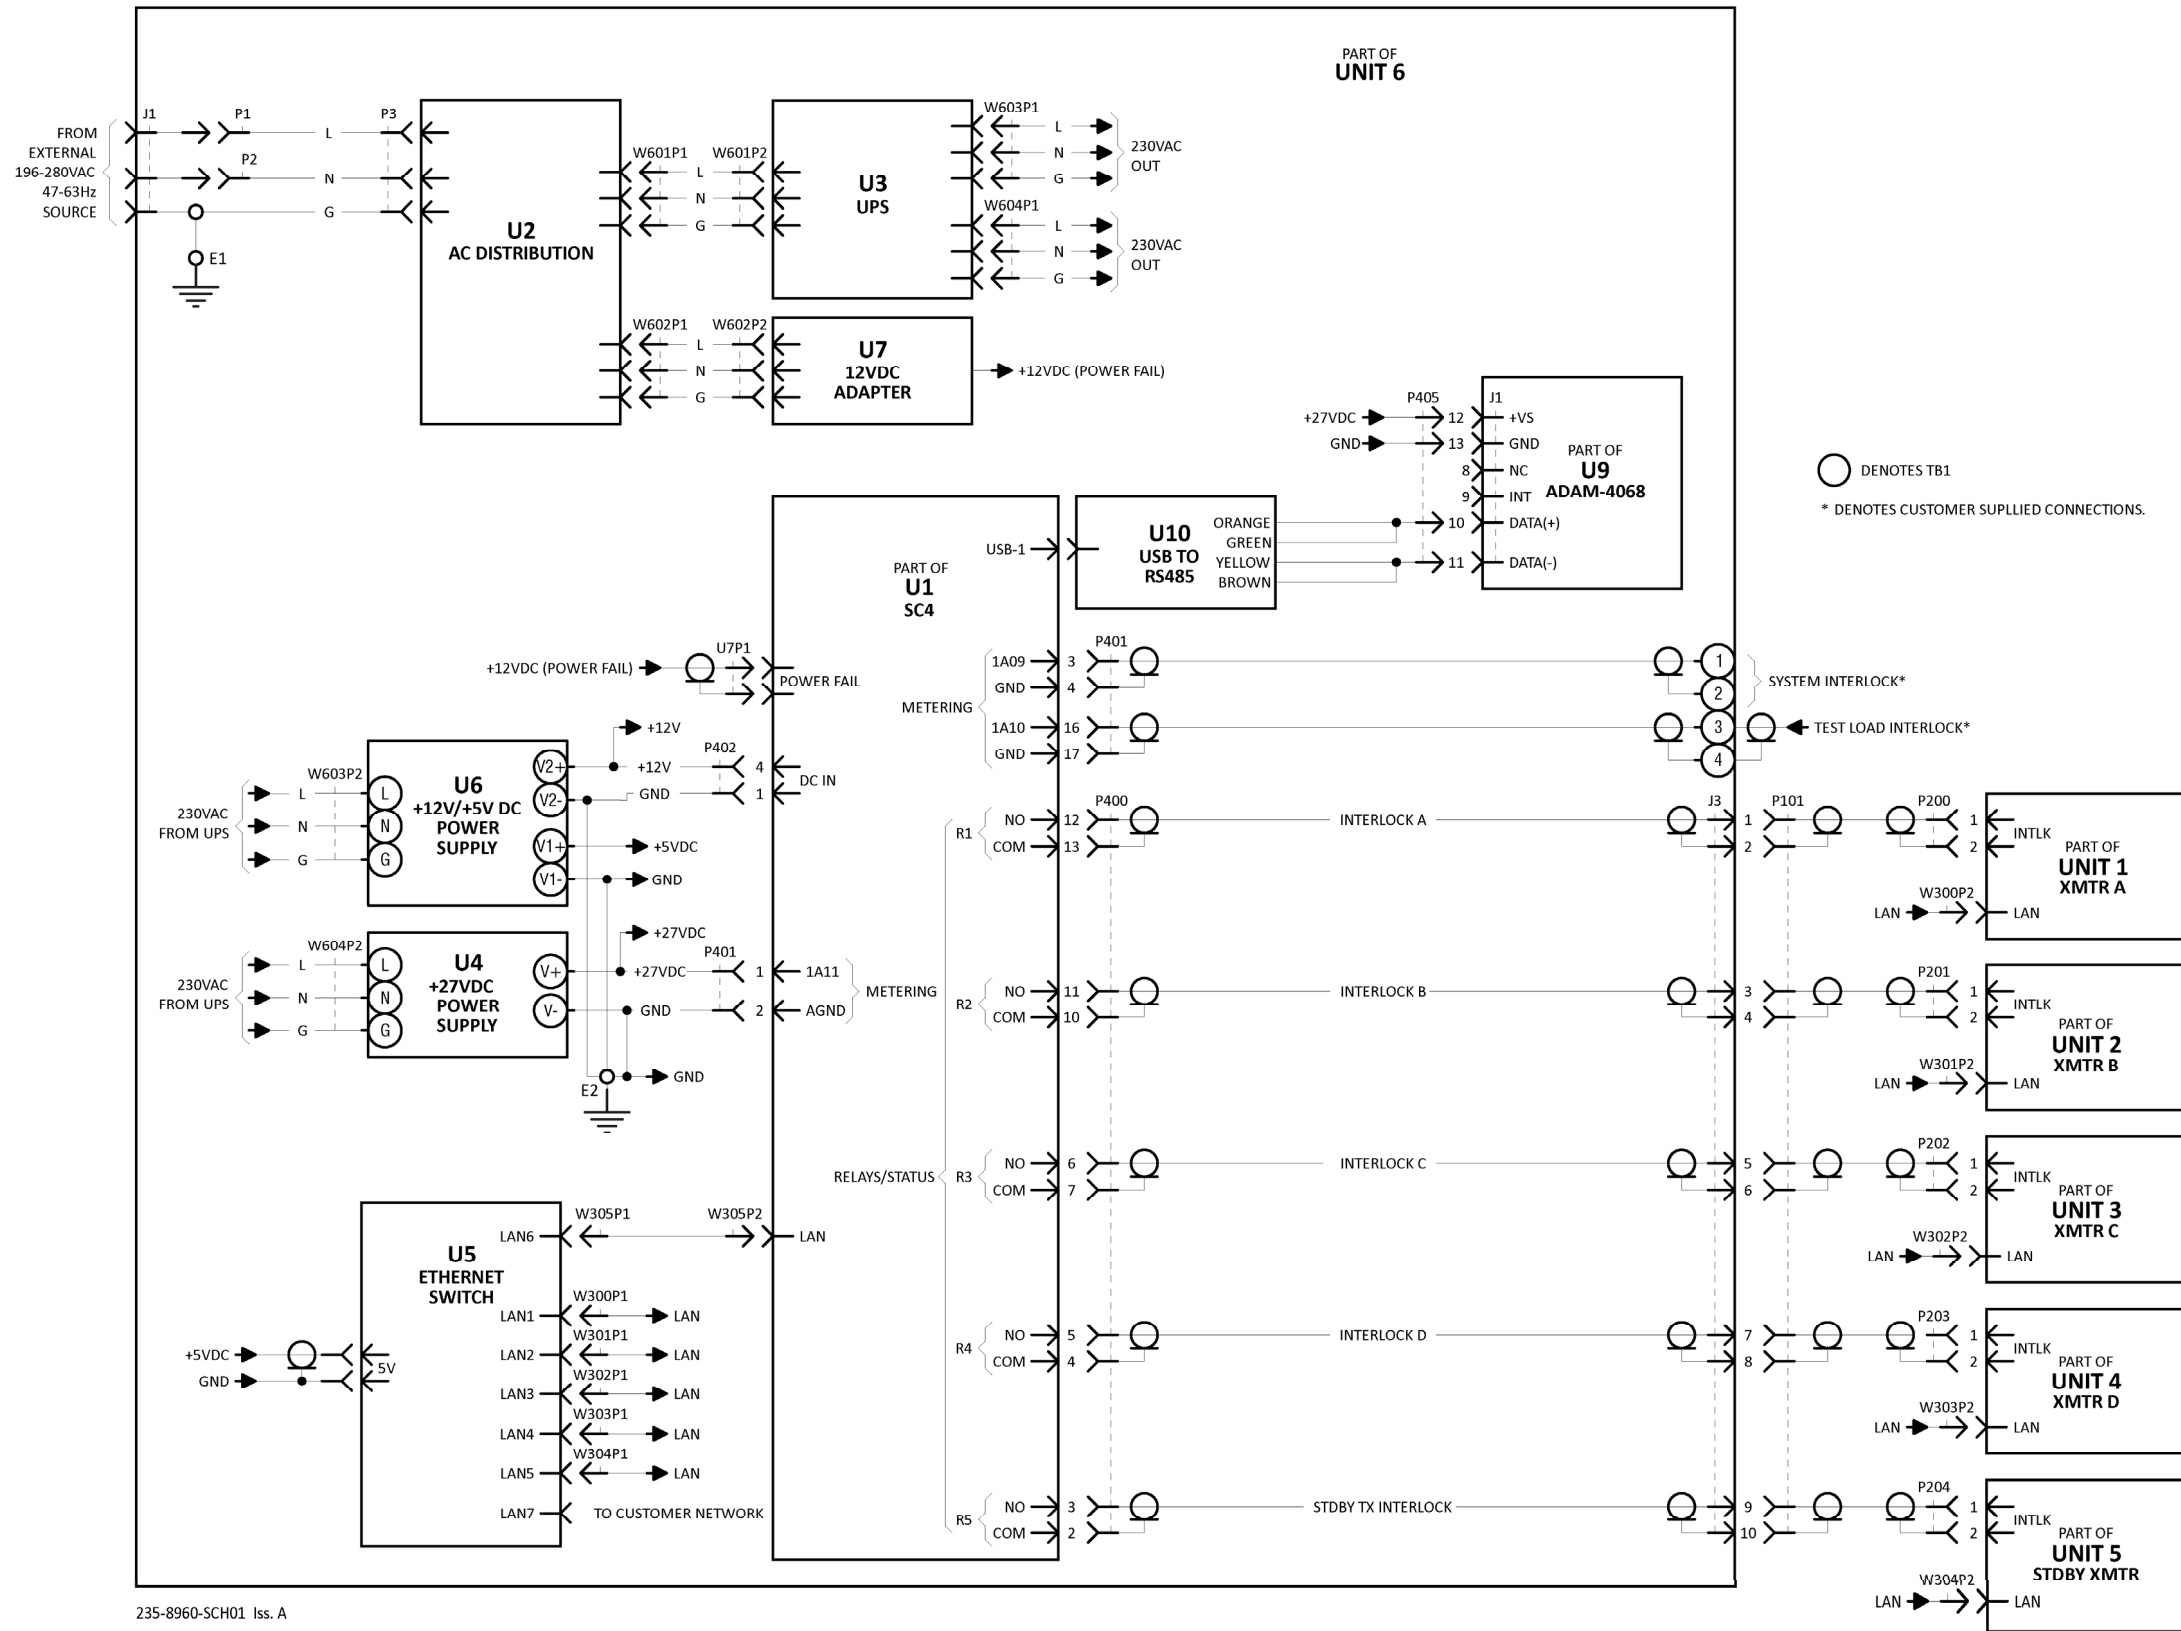 PART OF
UNIT 6
J1
P1
P3
FROM
EXTERNAL
196-280VAC
47-63Hz
SOURCE
L
P2
N
G
E1
U2
AC DISTRIBUTION
W601P1
W601P2
L
N
G
U3
UPS
W603P1
L
N
G
230VAC
OUT
W604P1
L
N
G
230VAC
OUT
W602P1
W602P2
L
N
G
U7
12VDC
ADAPTER
+12VDC (POWER FAIL)
P405
J1
+27VDC
12
+VS
GND
13
GND
8
NC
9
INT
10
DATA(+)
11
DATA(-)
PART OF
U9
ADAM-4068
DENOTES TB1
* DENOTES CUSTOMER SUPLLIED CONNECTIONS.
USB-1
U10
USB TO
RS485
ORANGE
GREEN
YELLOW
BROWN
PART OF
U1
SC4
+12VDC (POWER FAIL)
U7P1
POWER FAIL
METERING
1A09
GND
1A10
GND
3
4
16
17
P401
1
2
3
4
SYSTEM INTERLOCK*
TEST LOAD INTERLOCK*
U6
+12V/+5V DC
POWER
SUPPLY
W603P2
230VAC
FROM UPS
L
N
G
L
N
G
V2+
V2-
V1+
V1-
+12V
+12V
GND
P402
4
1
DC IN
+5VDC
GND
U4
+27VDC
POWER
SUPPLY
W604P2
230VAC
FROM UPS
L
N
G
L
N
G
V+
V-
+27VDC
+27VDC
GND
P401
1
2
1A11
AGND
METERING
E2
GND
RELAYS/STATUS
R1
NO
COM
12
13
P400
INTERLOCK A
J3
1
2
P101
P200
1
2
INTLK
PART OF
UNIT 1
XMTR A
W300P2
LAN
LAN
R2
NO
COM
11
10
INTERLOCK B
3
4
P201
1
2
INTLK
PART OF
UNIT 2
XMTR B
W301P2
LAN
LAN
R3
NO
COM
6
7
INTERLOCK C
5
6
P202
1
2
INTLK
PART OF
UNIT 3
XMTR C
W302P2
LAN
LAN
R4
NO
COM
5
4
INTERLOCK D
7
8
P203
1
2
INTLK
PART OF
UNIT 4
XMTR D
W303P2
LAN
LAN
R5
NO
COM
3
2
STDBY TX INTERLOCK
9
10
P204
1
2
INTLK
PART OF
UNIT 5
STDBY XMTR
W304P2
LAN
LAN
U5
ETHERNET
SWITCH
+5VDC
GND
5V
LAN6
W305P1
W305P2
LAN
LAN1
W300P1
LAN
LAN2
W301P1
LAN
LAN3
W302P1
LAN
LAN4
W303P1
LAN
LAN5
W304P1
LAN
LAN7
TO CUSTOMER NETWORK
235-8960-SCH01 Iss. A